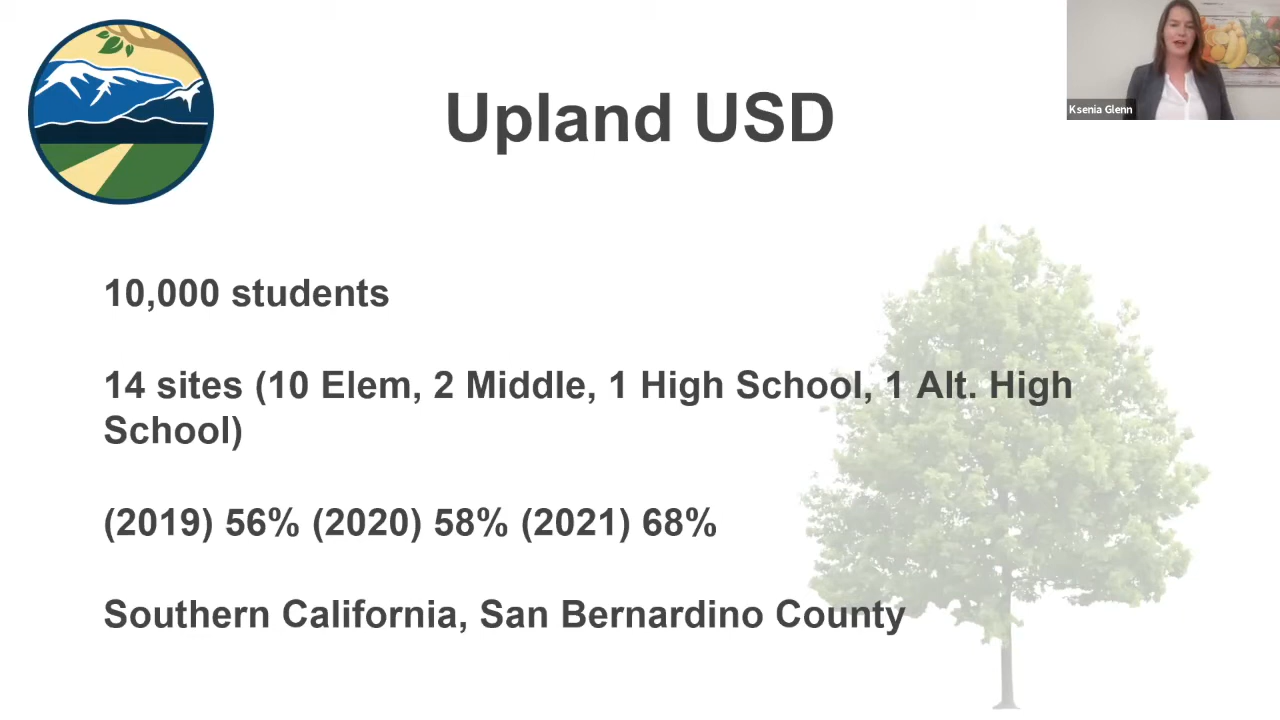 Upland USD
Ksenia Glenn
10,000 students
14 sites (10 Elem, 2 Middle, 1 High School, 1 Alt. High
School)
(2019) 56% (2020) 58% (2021) 68%
Southern California, San Bernardino County